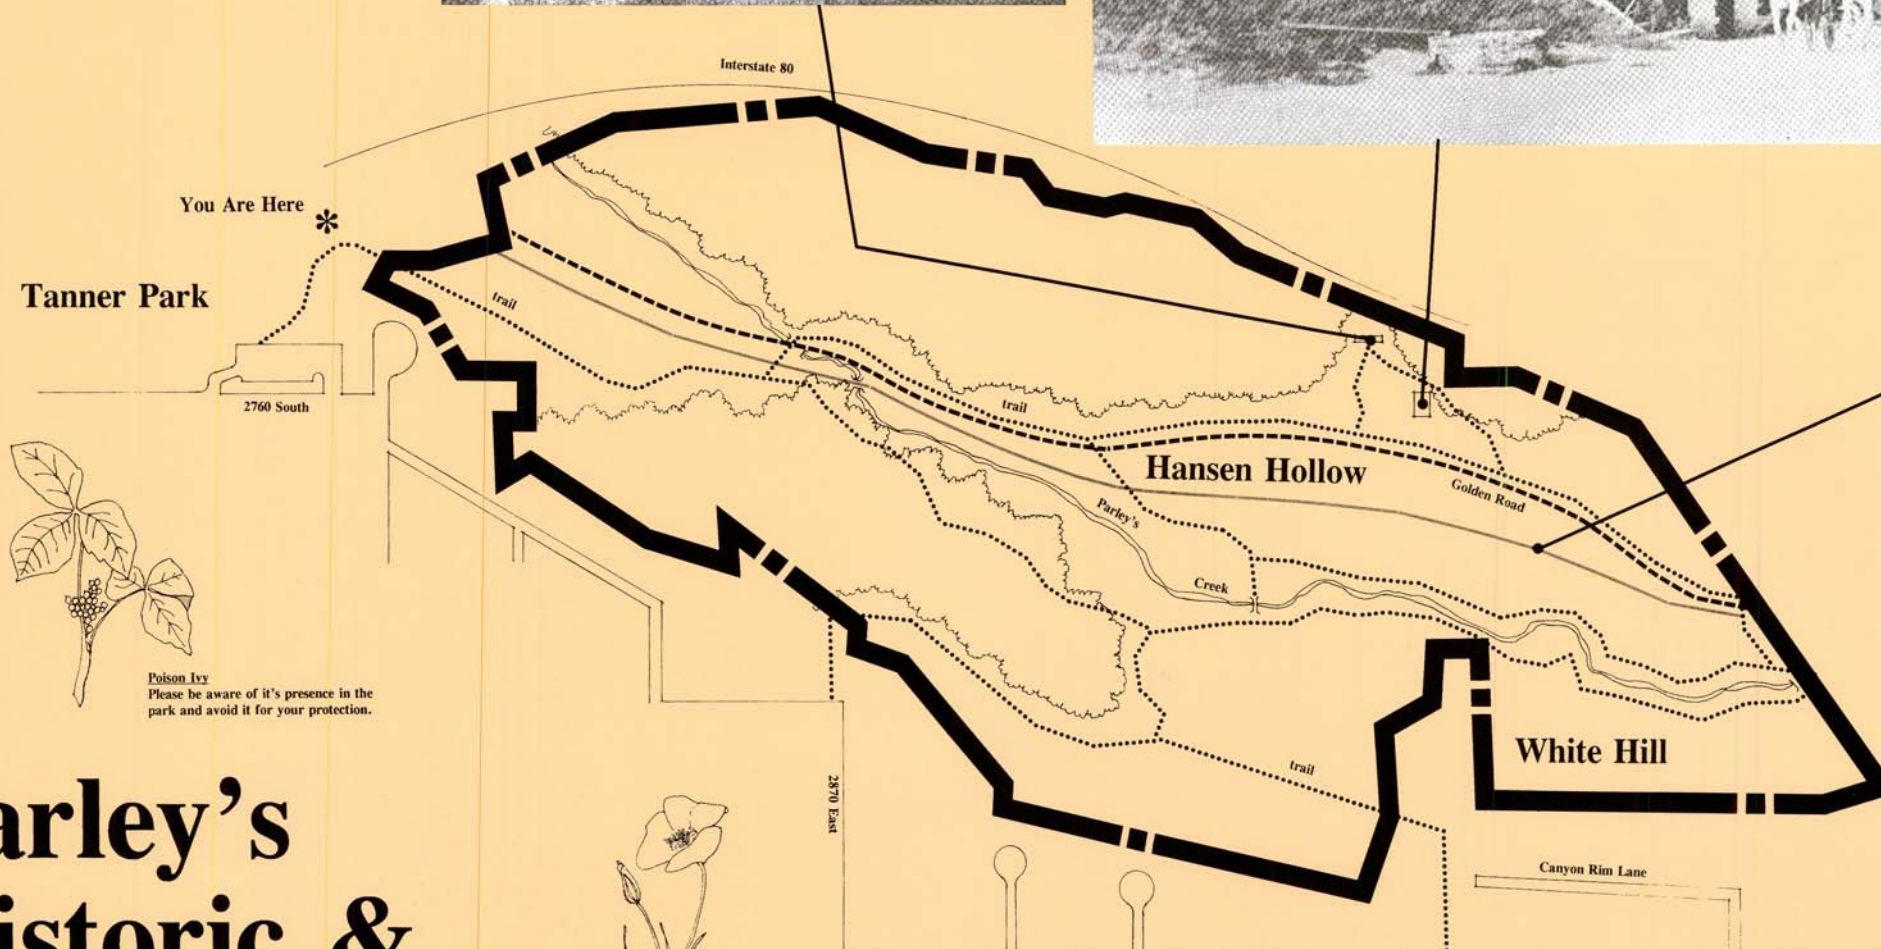 Interstate 80
You Are Here
*
Tanner Park
trail
2760 South
trail
Hansen Hollow
Golden Road
Parley's
Creek
Poison Ivy
Please be aware of it's presence in the
park and avoid it for your protection.
White Hill
trail
2870 East
Canyon Rim Lane
arley's
istoric &